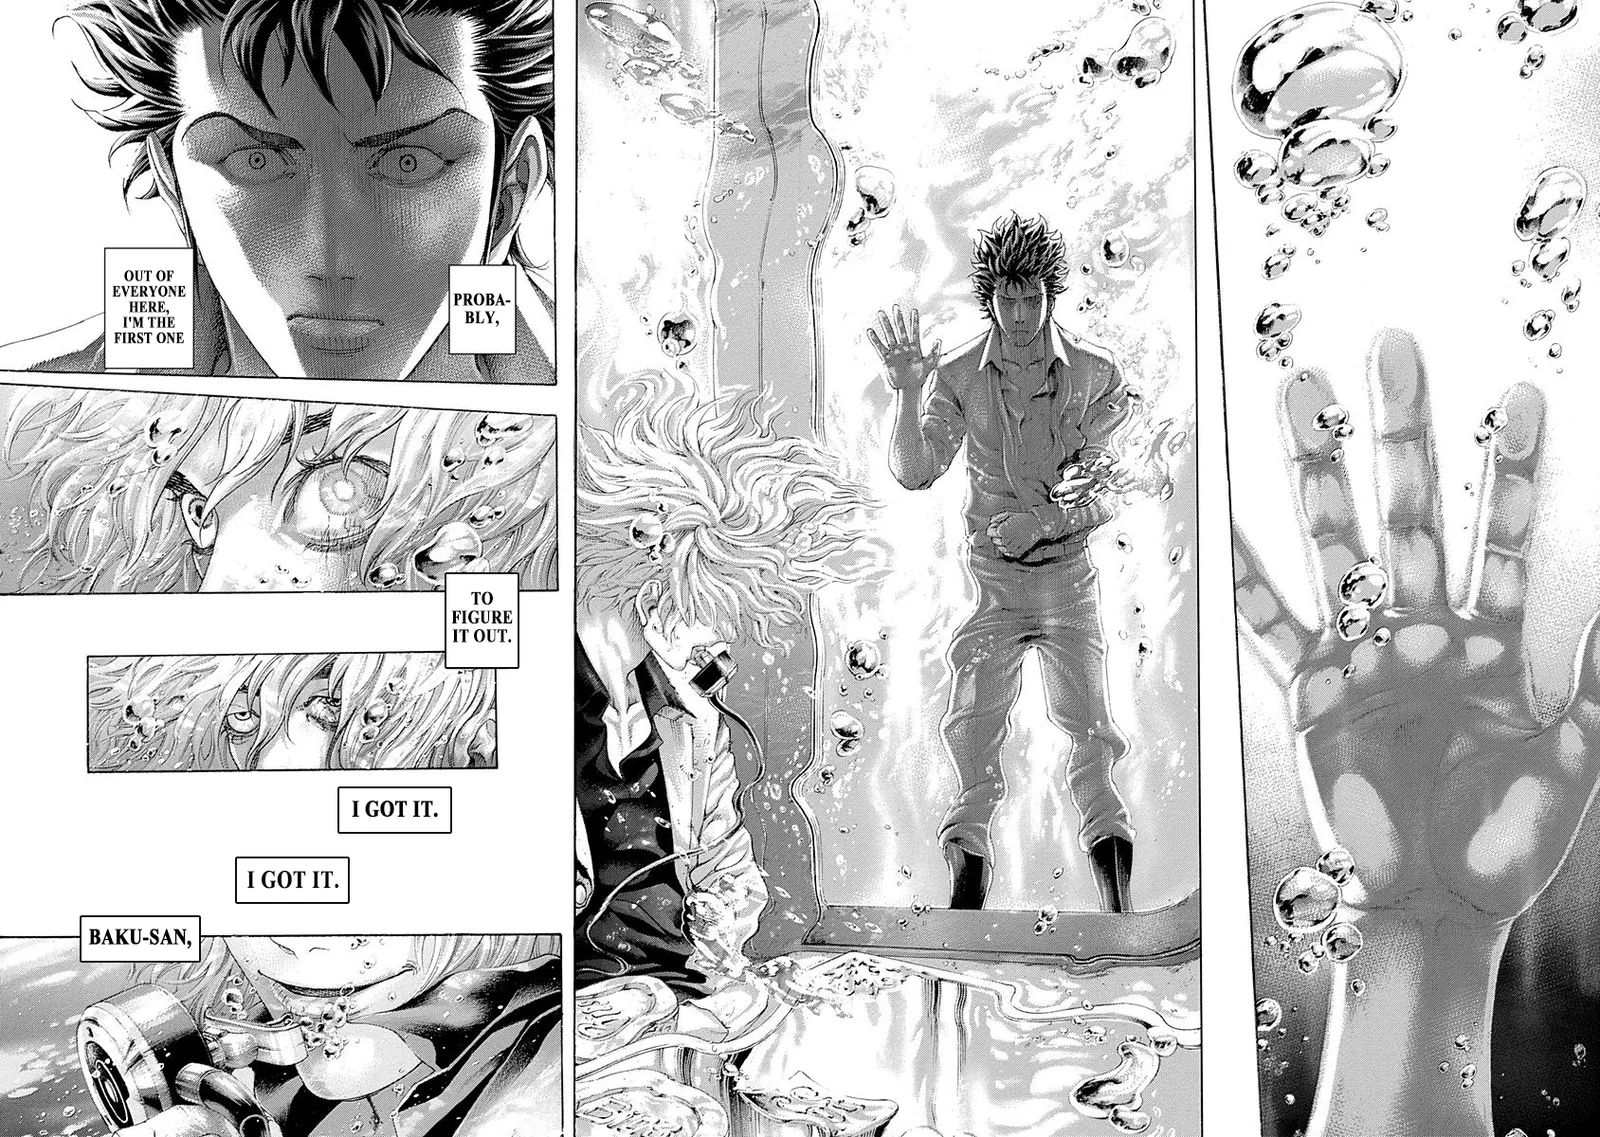 PROBA-
BLY,
OUT OF
EVERYONE
HERE,
I'M THE
FIRST ONE
TO
FIGURE
IT OUT.
I GOT IT.
I GOT IT.
BAKU-SAN,